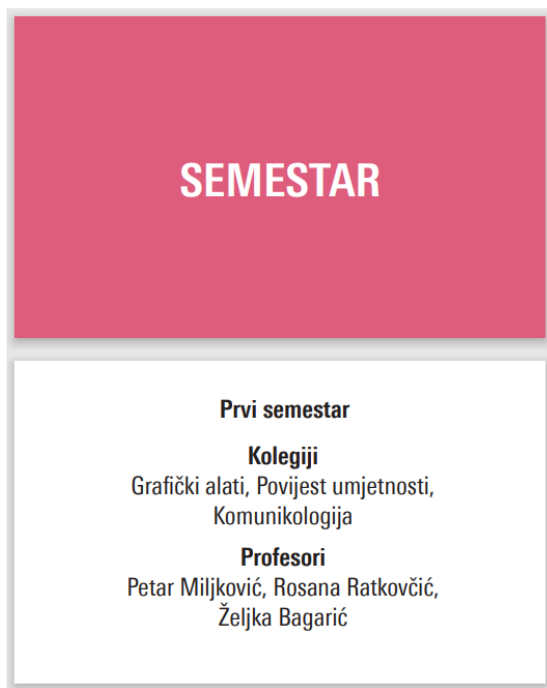 SEMESTAR
Prvi semestar
Kolegiji
Grafički alati, Povijest umjetnosti,
Komunikologija
Profesori
Petar Miljković, Rosana Ratkovčić,
Željka Bagarić